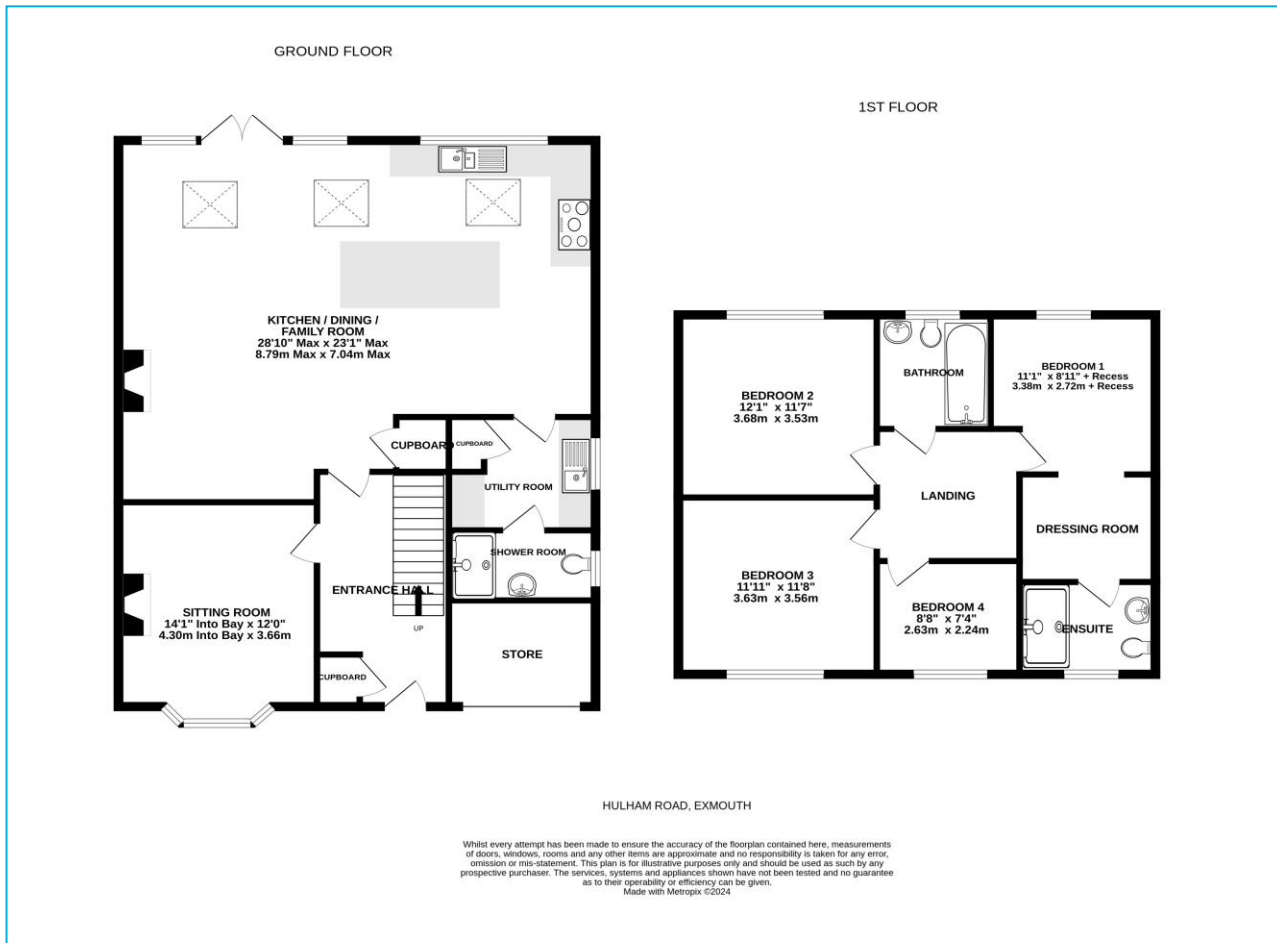 GROUND FLOOR
KITCHEN / DINING /
FAMILY ROOM
28'10" Max x 23'1" Max
8.79m Max x 7.04m Max
CUPBOARD
CUPBOARD
UTILITY ROOM
SHOWER ROOM
ENTRANCE HALL
UP
SITTING ROOM
14'1" Into Bay x 12'0"
4.30m Into Bay x 3.66m
STORE
CUPBOARD
1ST FLOOR
BEDROOM 2
12'1" x 11'7"
3.68m x 3.53m
BATHROOM
BEDROOM 1
11'1" x 8'11" + Recess
3.38m x 2.72m + Recess
LANDING
DRESSING ROOM
BEDROOM 3
11'11" x 11'8"
3.63m x 3.56m
BEDROOM 4
8'8" x 7'4"
2.63m x 2.24m
ENSUITE
HULHAM ROAD, EXMOUTH
Whilst every attempt has been made to ensure the accuracy of the floorplan contained here, measurements
of doors, windows, rooms and any other items are approximate and no responsibility is taken for any error,
omission or mis-statement. This plan is for illustrative purposes only and should be used as such by any
prospective purchaser. The services, systems and appliances shown have not been tested and no guarantee
as to their operability or efficiency can be given.
Made with Metropix ©2024